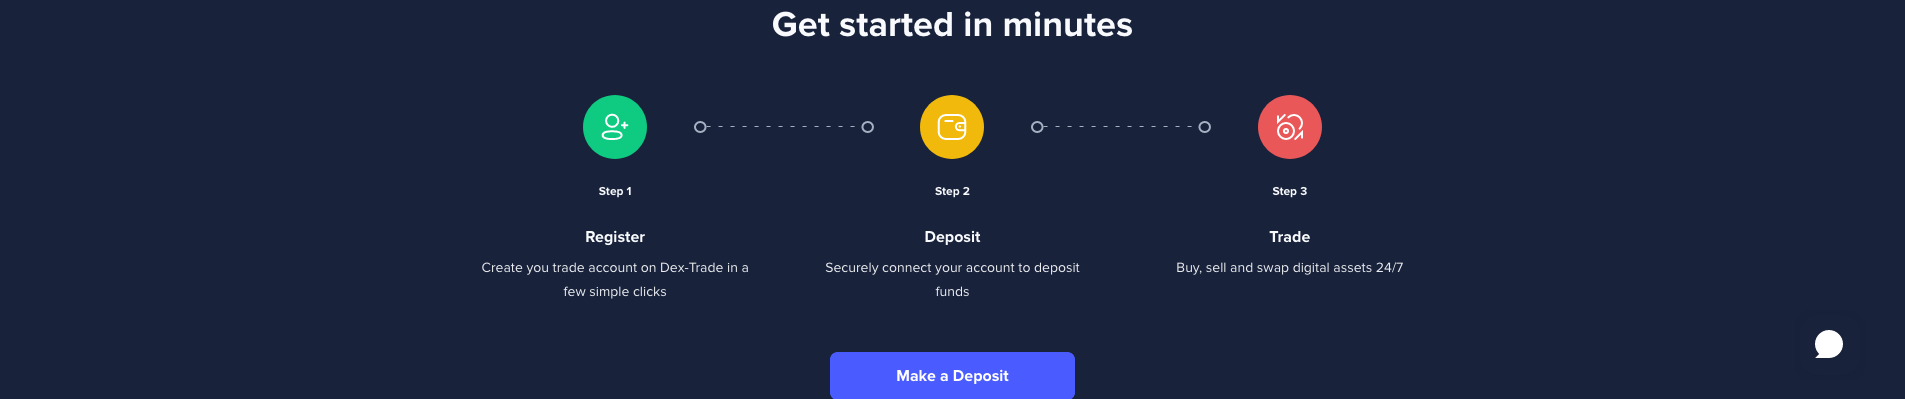 Get started in minutes
Step 1
Register
Create you trade account on Dex-Trade in a
few simple clicks
Step 2
Deposit
Securely connect your account to deposit
funds
Step 3
Trade
Buy, sell and swap digital assets 24/7
Make a Deposit